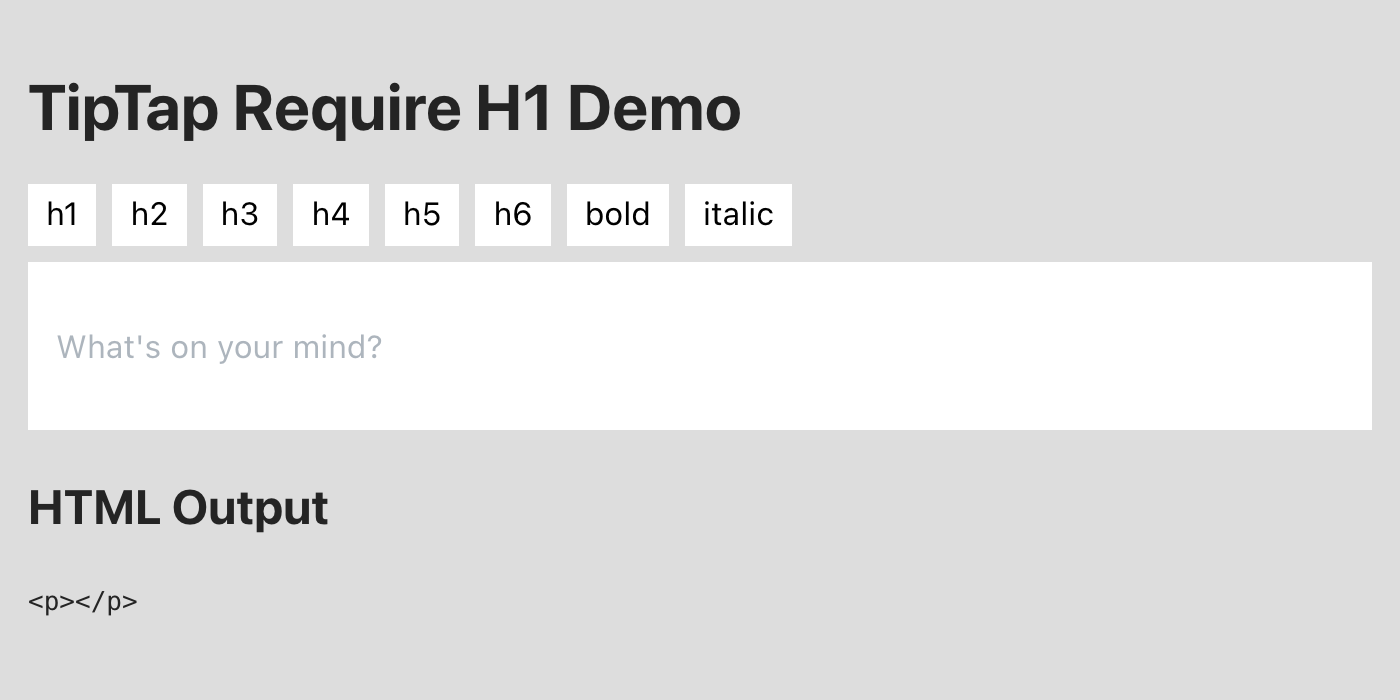 TipTap Require H1 Demo
h1 h2 h3 h4 h5 h6 bold italic
What's on your mind?
HTML Output
<p></p>